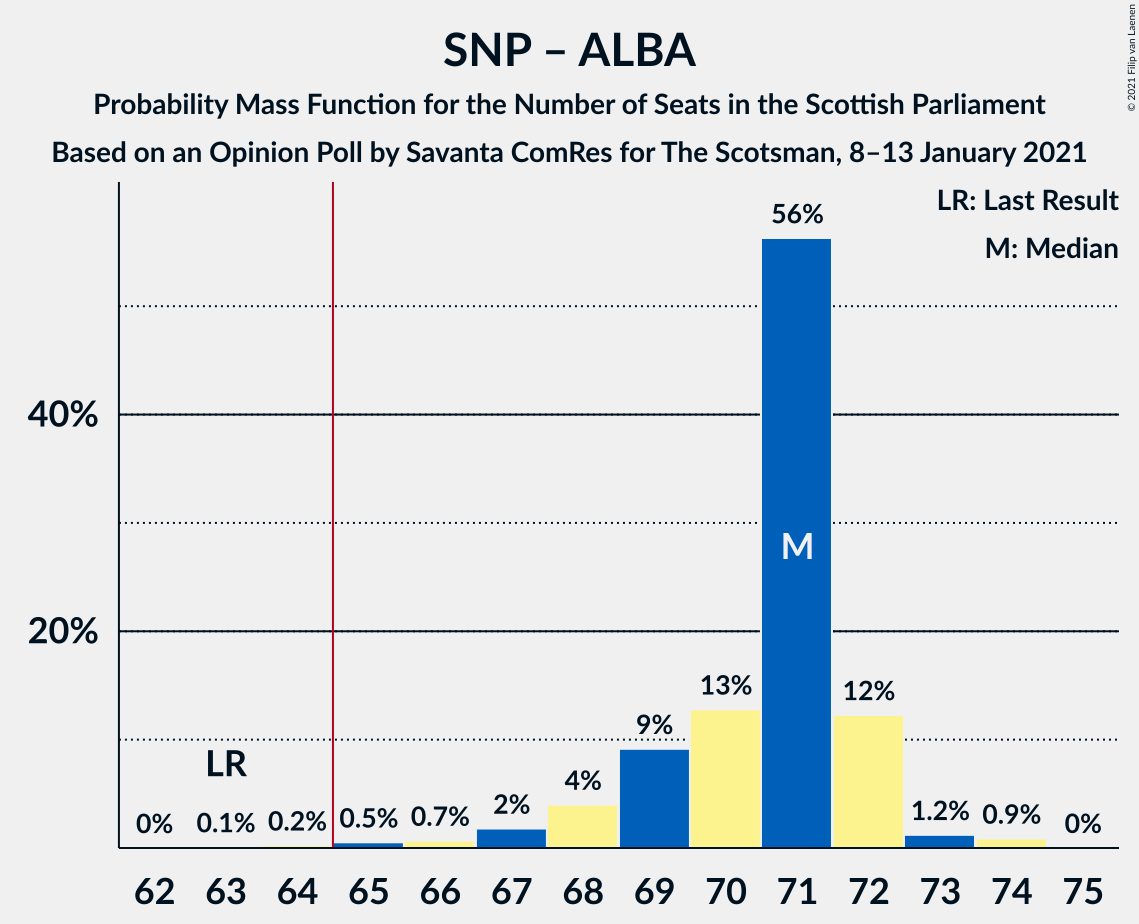 SNP – ALBA
Probability Mass Function for the Number of Seats in the Scottish Parliament
Based on an Opinion Poll by Savanta ComRes for The Scotsman, 8–13 January 2021
© 2021 Filip van Laenen
LR: Last Result
M: Median
56%
40%
M
20%
13%
12%
9%
LR
4%
2%
1.2%
0.9%
0%
0.1%
0.2%
0.5%
0.7%
0%
62 63 64 65 66 67 68 69 70 71 72 73 74 75